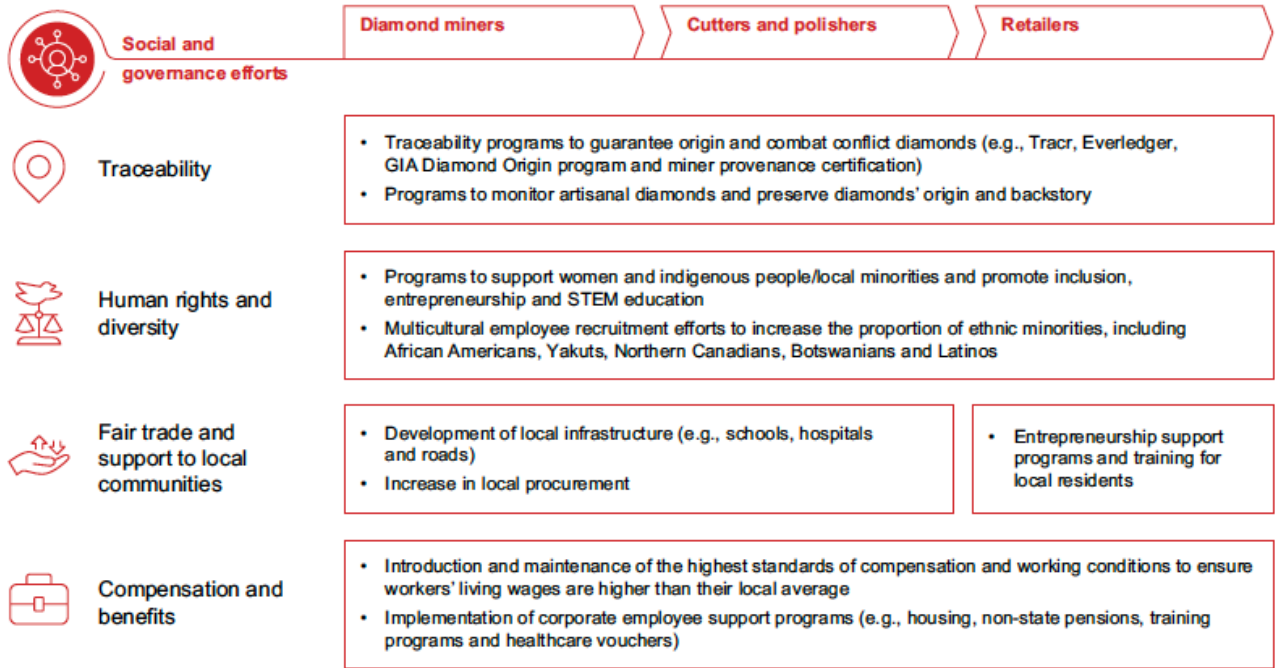 Social and
governance efforts
Diamond miners
Cutters and polishers
Retailers
Traceability
• Traceability programs to guarantee origin and combat conflict diamonds (e.g., Tracr, Everledger,
GIA Diamond Origin program and miner provenance certification)
• Programs to monitor artisanal diamonds and preserve diamonds' origin and backstory
Human rights and
diversity
• Programs to support women and indigenous people/local minorities and promote inclusion,
entrepreneurship and STEM education
• Multicultural employee recruitment efforts to increase the proportion of ethnic minorities, including
African Americans, Yakuts, Northern Canadians, Botswanians and Latinos
Fair trade and
support to local
communities
• Development of local infrastructure (e.g., schools, hospitals
and roads)
• Increase in local procurement
• Entrepreneurship support
programs and training for
local residents
Compensation and
benefits
• Introduction and maintenance of the highest standards of compensation and working conditions to ensure
workers' living wages are higher than their local average
• Implementation of corporate employee support programs (e.g., housing, non-state pensions, training
programs and healthcare vouchers)